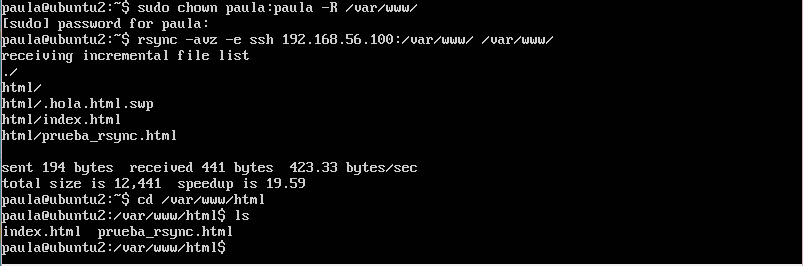 paula@ubuntu2:~$ sudo chown paula:paula -R /var/www/
[sudo] password for paula:
paula@ubuntu2:~$ rsync -avz -e ssh 192.168.56.100:/var/www/ /var/www/
receiving incremental file list
./
html/
html/.hola.html.swp
html/index.html
html/prueba_rsync.html

sent 194 bytes  received 441 bytes  423.33 bytes/sec
total size is 12,441  speedup is 19.59
paula@ubuntu2:~$ cd /var/www/html
paula@ubuntu2:/var/www/html$ ls
index.html  prueba_rsync.html
paula@ubuntu2:/var/www/html$